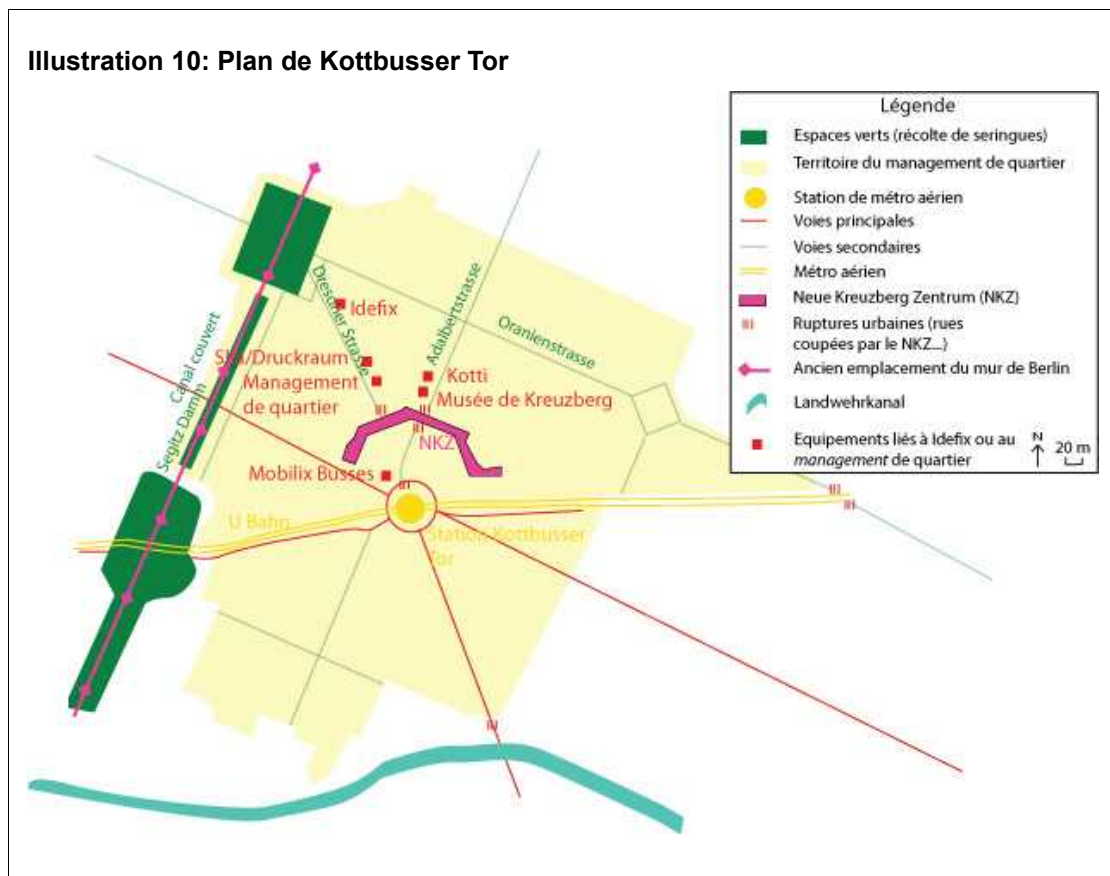 Illustration 10: Plan de Kottbusser Tor
Légende
Espaces verts (récolte de seringues)
Territoire du management de quartier
Station de métro aérien
Voies principales
Voies secondaires
Métro aérien
Neue Kreuzberg Zentrum (NKZ)
Ruptures urbaines (rues
coupées par le NKZ...)
Ancien emplacement du mur de Berlin
Landwehrkanal
Equipements liés à Idefix ou au
management de quartier
N
20 m
Dresdner Strasse
Idefix
Adalbertstrasse
Oranienstrasse
Canal couvert
Segitz Damm
Druckraum
Management
de quartier
Kotti
Musée de Kreuzberg
NKZ
Mobilix Busses
U Bahn
Station Kottbusser
Tor